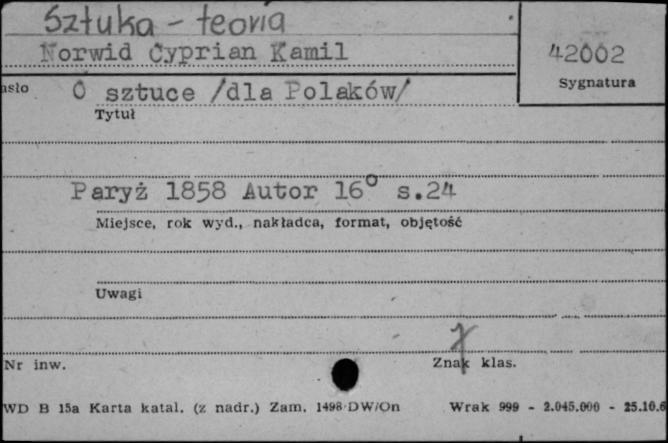 Sztuka - teoria
Norwid Cyprian Kamil
42002
Sygnatura
asło
O sztuce /dla Polaków/
Tytuł
Paryż 1858 Autor 16° s.24
Miejsce, rok wyd., nakładca, format, objętość
Uwagi
Nr inw.
Znak klas.
WD B 15a Karta katal. (z nadr.) Zam. 1498 DW/On Wrak 999 - 2.045.000 - 25.10.6